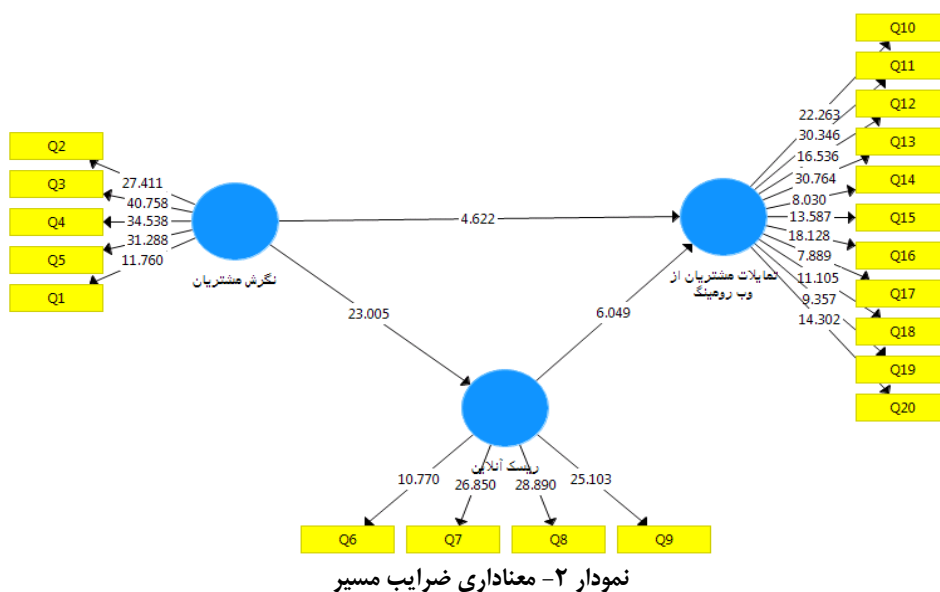 Q10
Q11
Q12
Q13
Q14
Q15
Q16
Q17
Q18
Q19
Q20
22.263
30.346
16.536
30.764
8.030
13.587
18.128
7.889
11.105
9.357
14.302
Q2
Q3
Q4
Q5
Q1
27.411
40.758
34.538
31.288
11.760
نگرش مشتریان
4.622
تمایلات مشتریان از
وب رومینگ
23.005
6.049
ریسک آنلاین
10.770
26.850
28.890
25.103
Q6
Q7
Q8
Q9
نمودار ۲- معناداری ضرایب مسیر